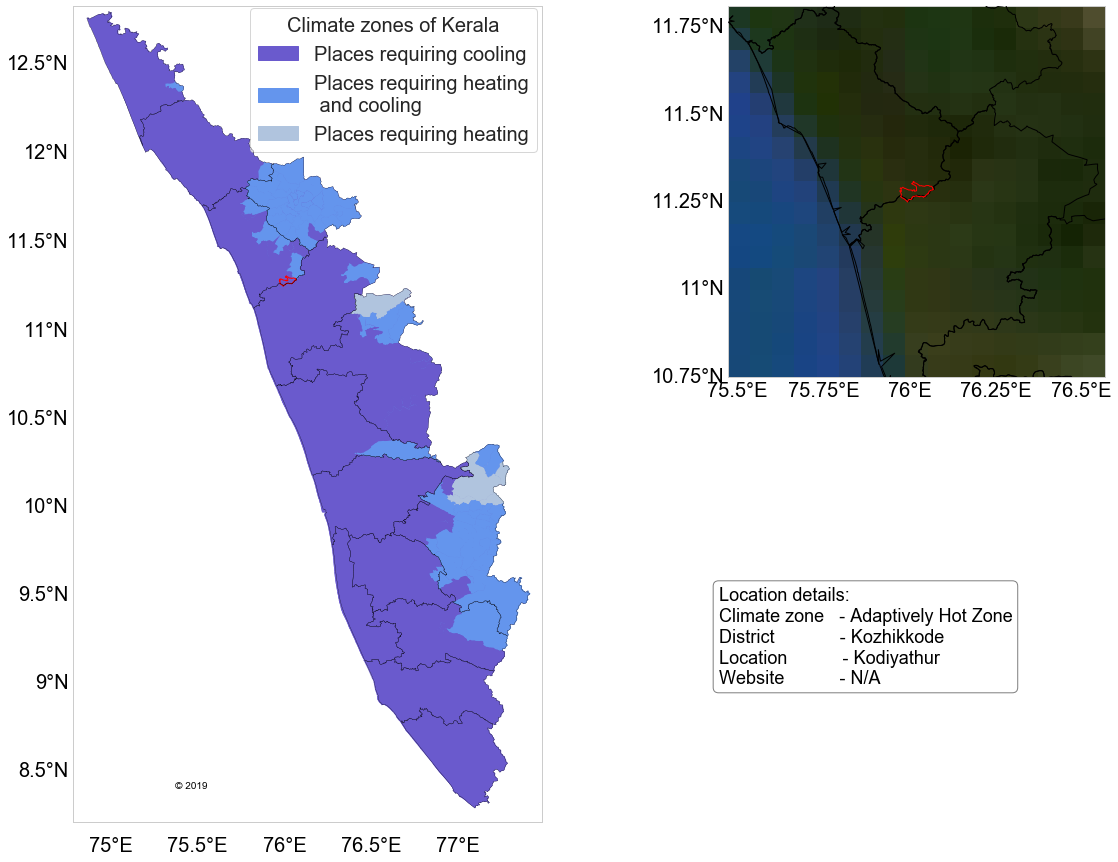 Climate zones of Kerala
Places requiring cooling
Places requiring heating
and cooling
Places requiring heating
12.5°N
12°N
11.5°N
11°N
10.5°N
10°N
9.5°N
9°N
8.5°N
75°E 75.5°E 76°E 76.5°E 77°E
© 2019
11.75°N
11.5°N
11.25°N
11°N
10.75°N
75.5°E 75.75°E 76°E 76.25°E 76.5°E
Location details:
Climate zone - Adaptively Hot Zone
District - Kozhikkode
Location - Kodiyathur
Website - N/A